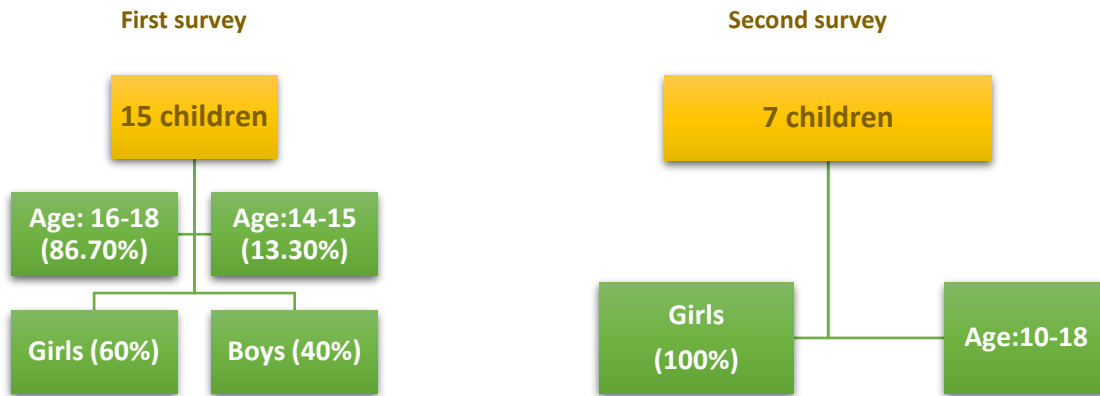 First survey
15 children
Age: 16-18
(86.70%)
Age:14-15
(13.30%)
Girls (60%)
Boys (40%)
Second survey
7 children
Girls
(100%)
Age:10-18